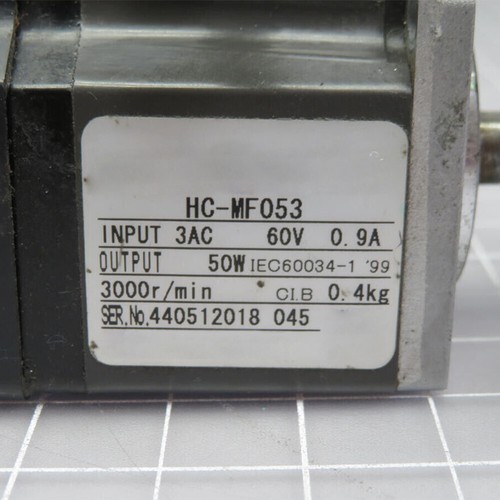 HC-MF053
INPUT 3AC 60V 0.9A
OUTPUT 50W IEC60034-1 '99
3000r/min CI.B 0.4kg
SER.No.440512018 045